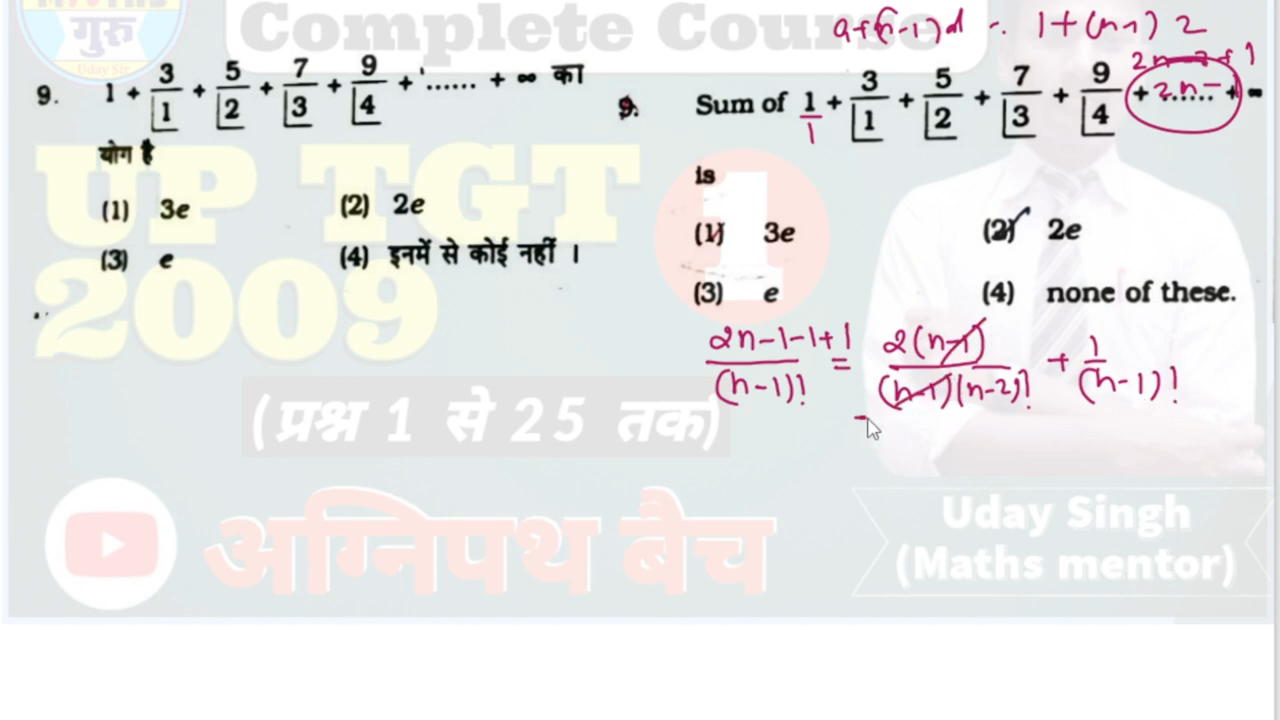 गुरु
Uday Sir
Complete Course
a+(n-1)d = 1+(n-1) 2
2n-2+1
2n-1
9. 1 + 3/⌊1 + 5/⌊2 + 7/⌊3 + 9/⌊4 + ...... + ∞ का
योग है
(1) 3e (2) 2e
(3) e (4) इनमें से कोई नहीं ।
9. Sum of 1/1 + 3/⌊1 + 5/⌊2 + 7/⌊3 + 9/⌊4 + ...... + ∞
is
(1) 3e (2) 2e
(3) e (4) none of these.
UP TGT 1
2009
(2n-1-1+1)/(n-1)! = 2(n-1)/(n-1)(n-2)! + 1/(n-1)!
=
(प्रश्न 1 से 25 तक)
अग्निपथ बैच
Uday Singh
(Maths mentor)